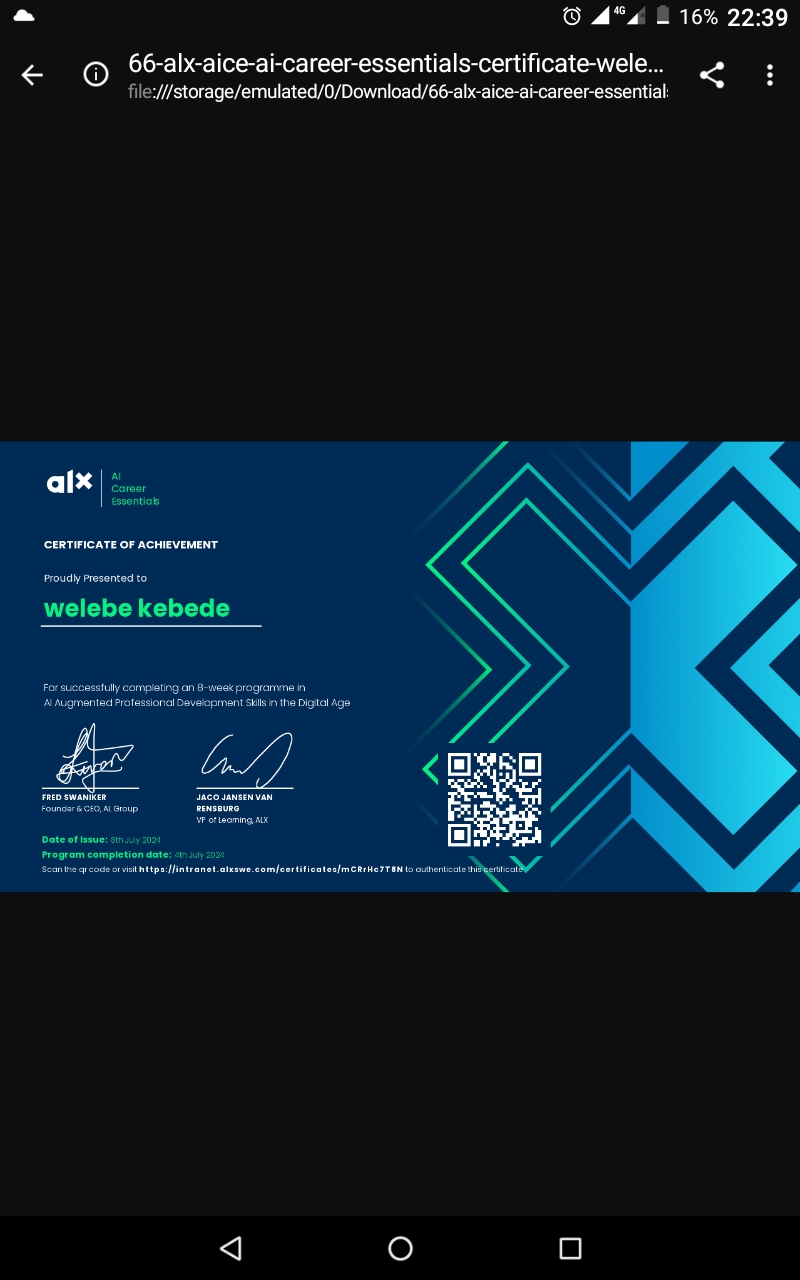 4G 16% 22:39
66-alx-aice-ai-career-essentials-certificate-wele...
file:///storage/emulated/0/Download/66-alx-aice-ai-career-essential
alx
AI
Career
Essentials
CERTIFICATE OF ACHIEVEMENT
Proudly Presented to
welebe kebede
For successfully completing an 8-week programme in
AI Augmented Professional Development Skills in the Digital Age
FRED SWANIKER
Founder & CEO, AL Group
JACO JANSEN VAN
RENSBURG
VP of Learning, ALX
Date of Issue: 8th July 2024
Program completion date: 4th July 2024
Scan the qr code or visit https://intranet.alxswe.com/certificates/mCRrHc7T8N to authenticate this certificate